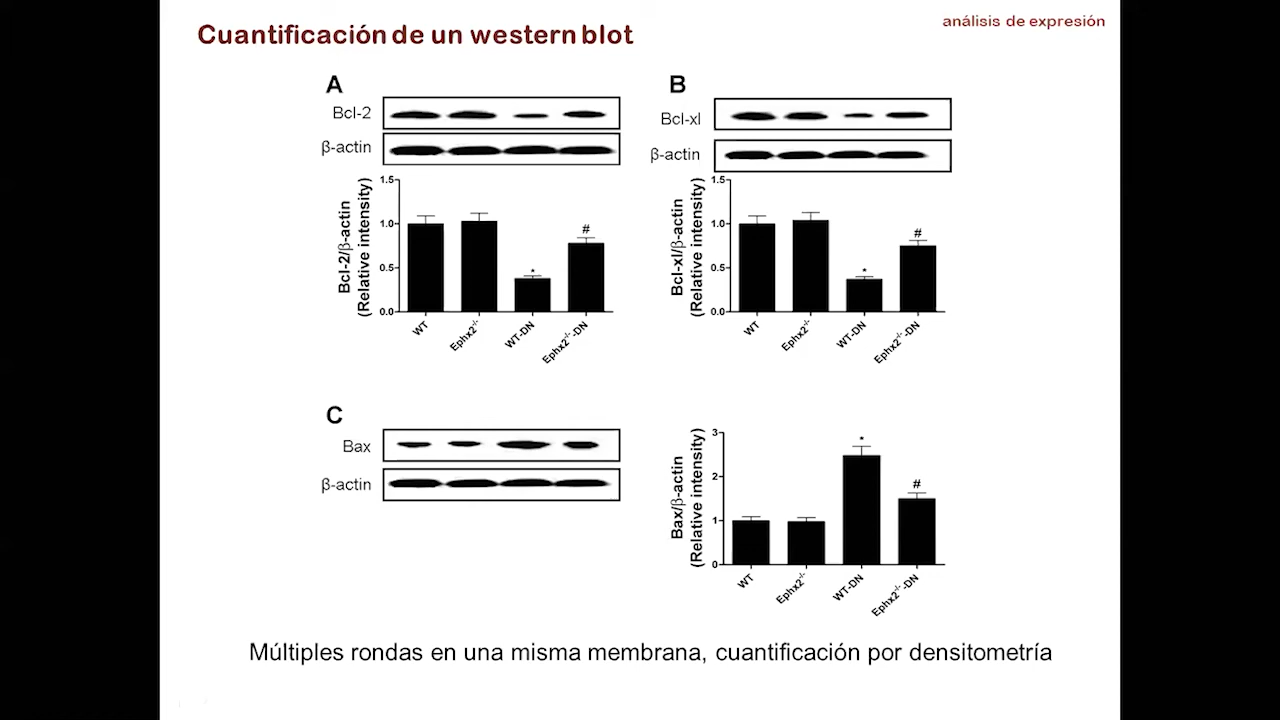 Cuantificación de un western blot
análisis de expresión
A
Bcl-2
β-actin
1.5
1.0
0.5
0.0
Bcl-2/β-actin
(Relative intensity)
*
#
WT
Ephx2-/-
WT-DN
Ephx2-/--DN
B
Bcl-xl
β-actin
1.5
1.0
0.5
0.0
Bcl-xl/β-actin
(Relative intensity)
*
#
WT
Ephx2-/-
WT-DN
Ephx2-/--DN
C
Bax
β-actin
3
2
1
0
Bax/β-actin
(Relative intensity)
*
#
WT
Ephx2-/-
WT-DN
Ephx2-/--DN
Múltiples rondas en una misma membrana, cuantificación por densitometría